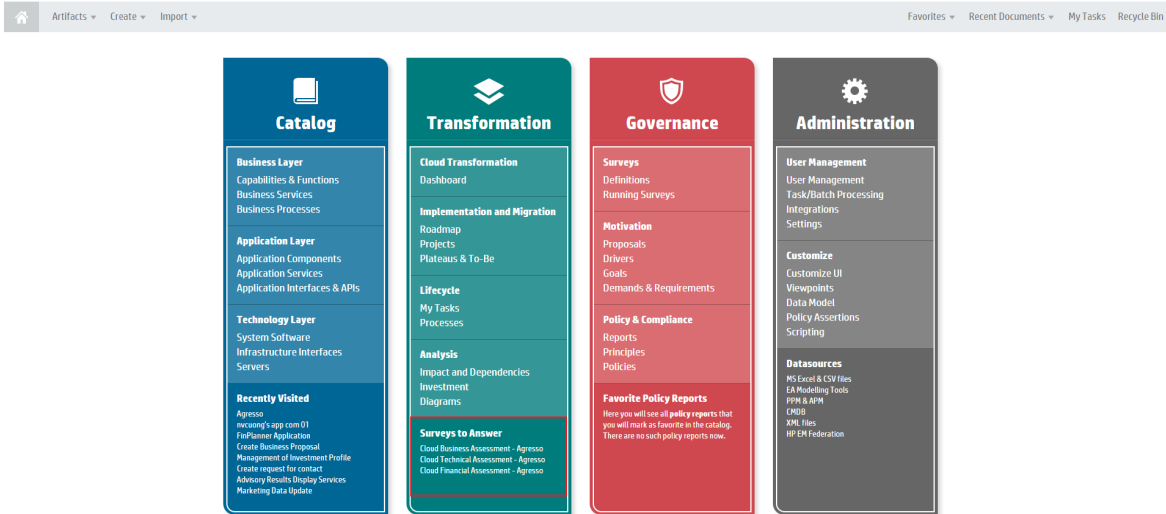 Artifacts Create Import Favorites Recent Documents My Tasks Recycle Bin
Catalog
Business Layer
Capabilities & Functions
Business Services
Business Processes
Application Layer
Application Components
Application Services
Application Interfaces & APIs
Technology Layer
System Software
Infrastructure Interfaces
Servers
Recently Visited
Agresso
nvcuong's app com 01
FinPlanner Application
Create Business Proposal
Management of Investment Profile
Create request for contact
Advisory Results Display Services
Marketing Data Update
Transformation
Cloud Transformation
Dashboard
Implementation and Migration
Roadmap
Projects
Plateaus & To-Be
Lifecycle
My Tasks
Processes
Analysis
Impact and Dependencies
Investment
Diagrams
Surveys to Answer
Cloud Business Assessment - Agresso
Cloud Technical Assessment - Agresso
Cloud Financial Assessment - Agresso
Governance
Surveys
Definitions
Running Surveys
Motivation
Proposals
Drivers
Goals
Demands & Requirements
Policy & Compliance
Reports
Principles
Policies
Favorite Policy Reports
Here you will see all policy reports that
you will mark as favorite in the catalog.
There are no such policy reports now.
Administration
User Management
User Management
Task/Batch Processing
Integrations
Settings
Customize
Customize UI
Viewpoints
Data Model
Policy Assertions
Scripting
Datasources
MS Excel & CSV files
EA Modelling Tools
PPM & APM
CMDB
XML files
HP EM Federation